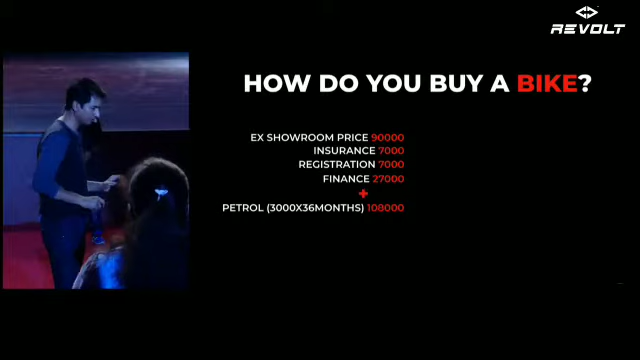 REVOLT
HOW DO YOU BUY A BIKE?
EX SHOWROOM PRICE 90000
INSURANCE 7000
REGISTRATION 7000
FINANCE 27000
+
PETROL (3000X36MONTHS) 108000